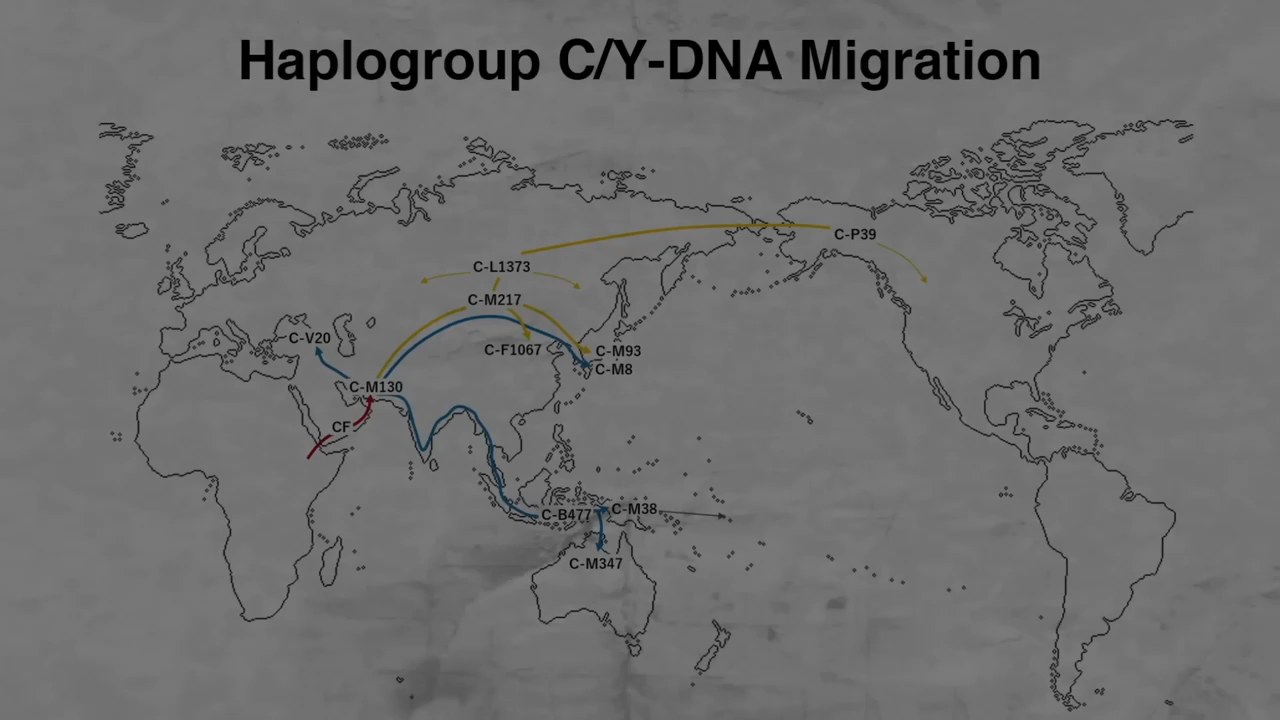 Haplogroup C/Y-DNA Migration
C-P39
C-L1373
C-M217
C-V20
C-F1067
C-M93
C-M8
C-M130
CF
C-B477
C-M38
C-M347